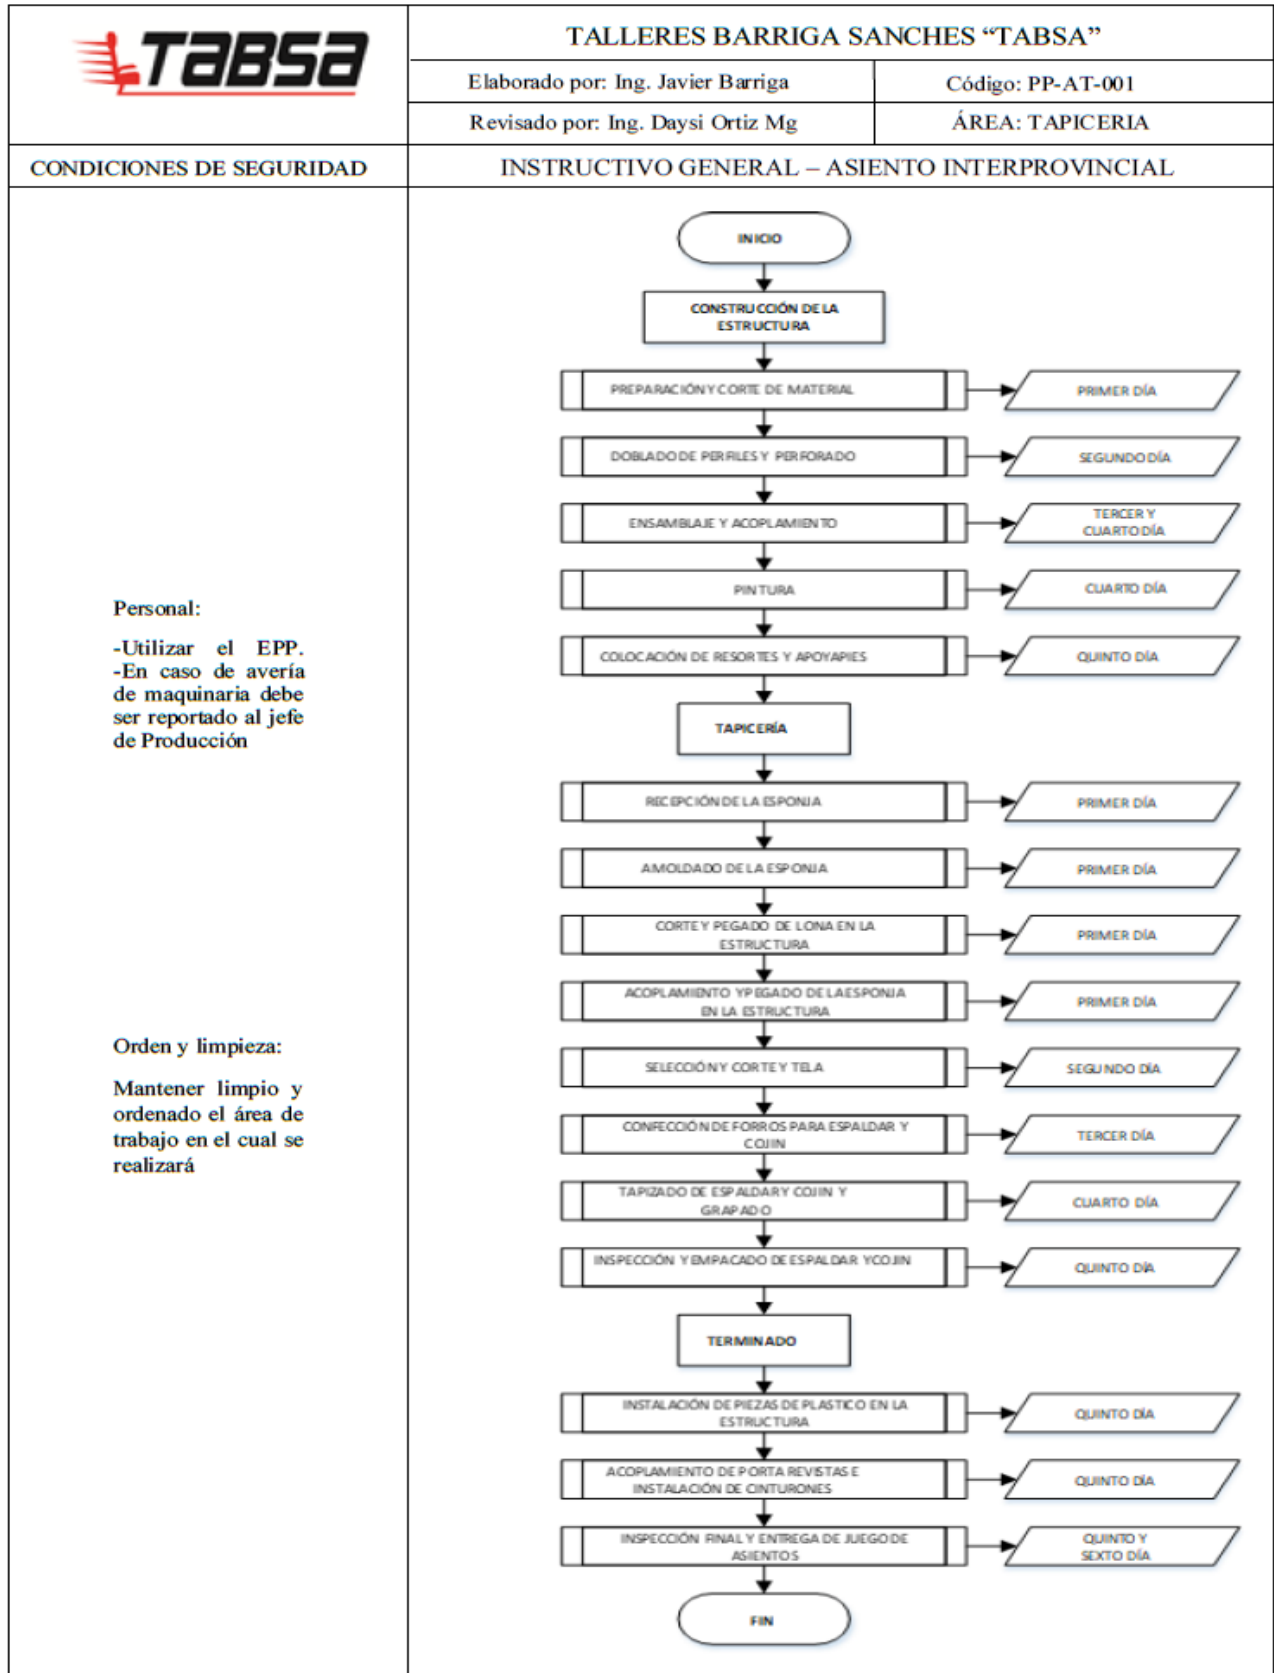 TABSA
TALLERES BARRIGA SANCHES “TABSA”
Elaborado por: Ing. Javier Barriga
Código: PP-AT-001
Revisado por: Ing. Daysi Ortiz Mg
ÁREA: TAPICERIA
CONDICIONES DE SEGURIDAD
INSTRUCTIVO GENERAL – ASIENTO INTERPROVINCIAL
Personal:
-Utilizar el EPP.
-En caso de avería
de maquinaria debe
ser reportado al jefe
de Producción
Orden y limpieza:
Mantener limpio y
ordenado el área de
trabajo en el cual se
realizará
INICIO
CONSTRUCCIÓN DE LA
ESTRUCTURA
PREPARACIÓN Y CORTE DE MATERIAL
PRIMER DÍA
DOBLADO DE PERFILES Y PERFORADO
SEGUNDO DÍA
ENSAMBLAJE Y ACOPLAMIENTO
TERCER Y
CUARTO DÍA
PINTURA
CUARTO DÍA
COLOCACIÓN DE RESORTES Y APOYAPIES
QUINTO DÍA
TAPICERÍA
RECEPCIÓN DE LA ESPONJA
PRIMER DÍA
AMOLDADO DE LA ESPONJA
PRIMER DÍA
CORTE Y PEGADO DE LONA EN LA
ESTRUCTURA
PRIMER DÍA
ACOPLAMIENTO Y PEGADO DE LA ESPONJA
EN LA ESTRUCTURA
PRIMER DÍA
SELECCIÓN Y CORTE Y TELA
SEGUNDO DÍA
CONFECCIÓN DE FORROS PARA ESPALDAR Y
COJIN
TERCER DÍA
TAPIZADO DE ESPALDAR Y COJIN Y
GRAPADO
CUARTO DÍA
INSPECCIÓN Y EMPACADO DE ESPALDAR Y COJIN
QUINTO DÍA
TERMINADO
INSTALACIÓN DE PIEZAS DE PLASTICO EN LA
ESTRUCTURA
QUINTO DÍA
ACOPLAMIENTO DE PORTA REVISTAS E
INSTALACIÓN DE CINTURONES
QUINTO DÍA
INSPECCIÓN FINAL Y ENTREGA DE JUEGO DE
ASIENTOS
QUINTO Y
SEXTO DÍA
FIN